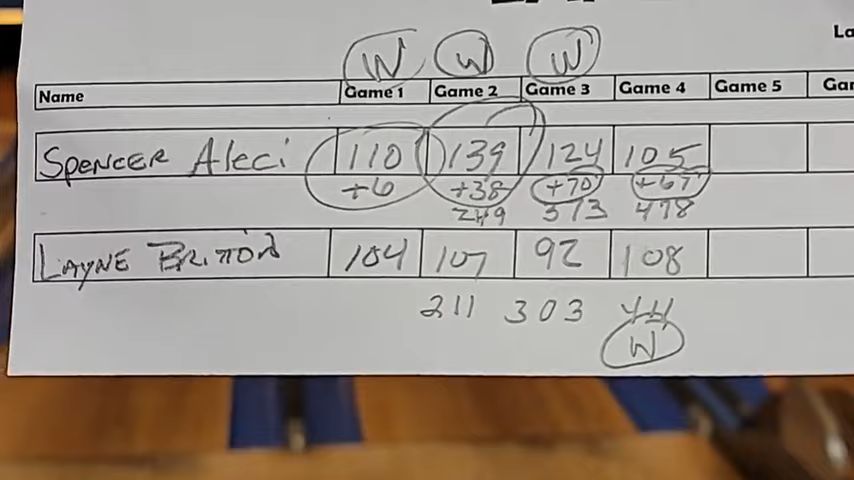 W W W
La
Name Game 1 Game 2 Game 3 Game 4 Game 5
SPENCER Aleci 110 139 124 105
+6 +38 +70 +67
249 373 478
LAYNE BRITON 104 107 92 108
211 303 411
W